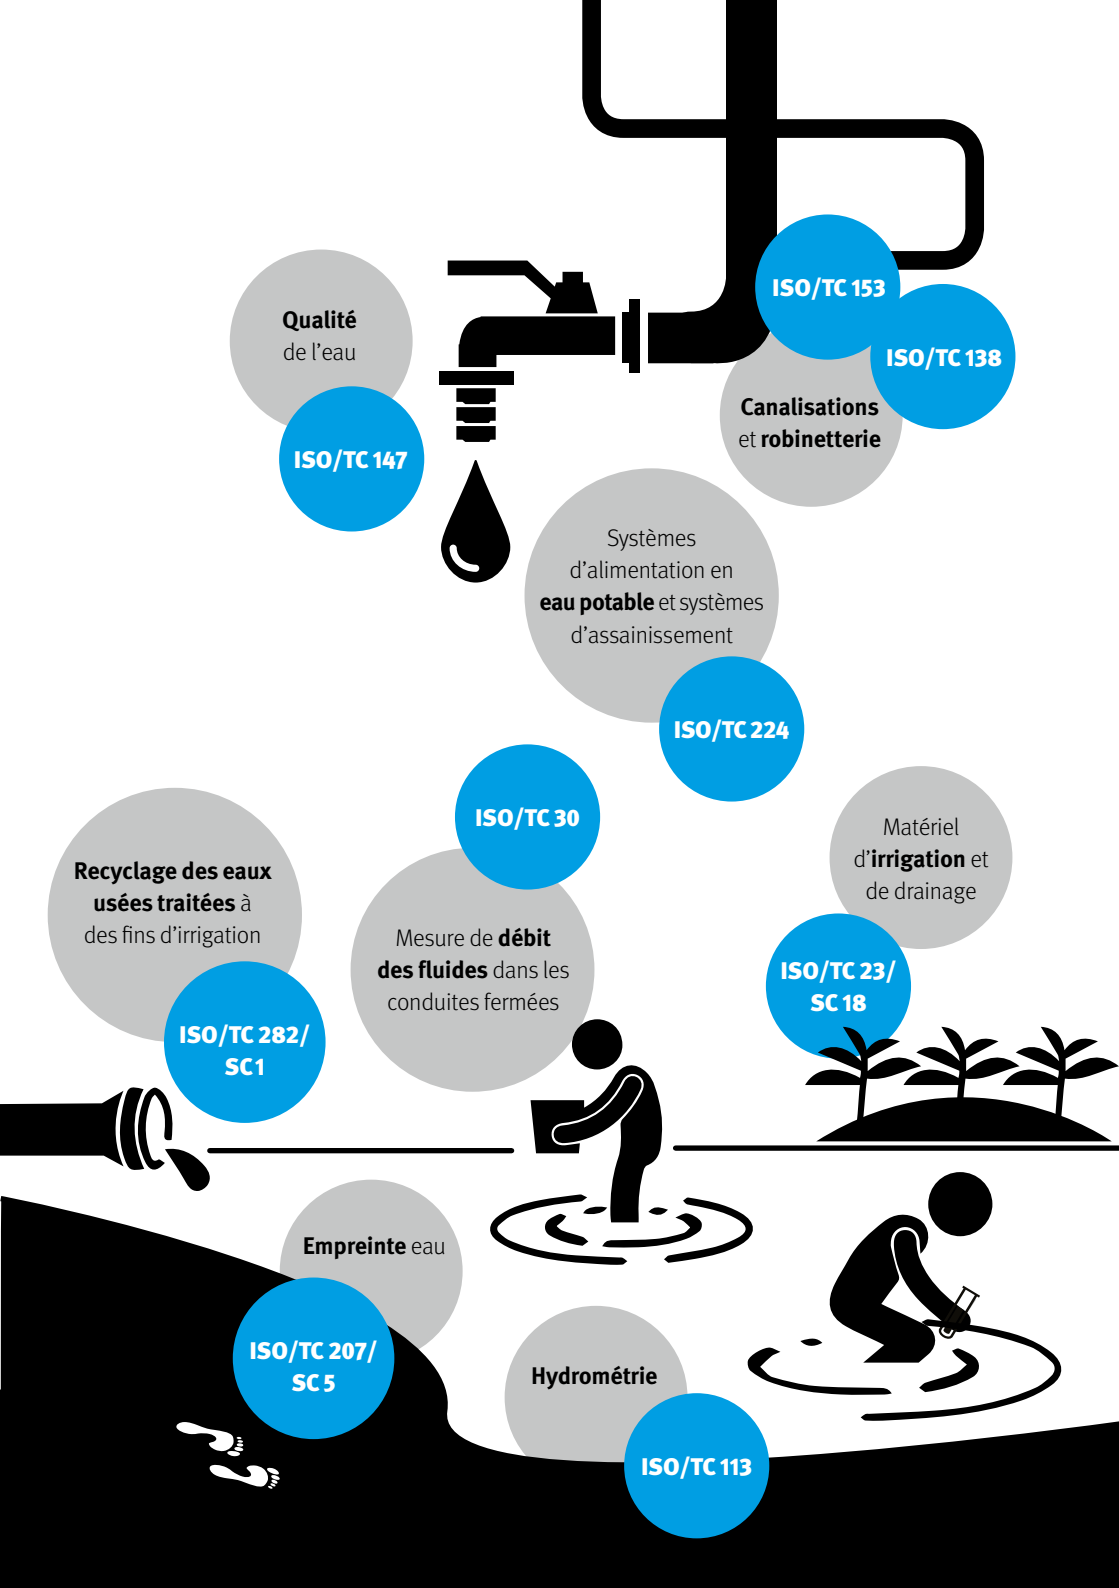 ISO/TC 153
Qualité
de l’eau
ISO/TC 138
Canalisations
et robinetterie
ISO/TC 147
Systèmes
d’alimentation en
eau potable et systèmes
d’assainissement
ISO/TC 224
ISO/TC 30
Matériel
d’irrigation et
de drainage
Recyclage des eaux
usées traitées à
des fins d’irrigation
Mesure de débit
des fluides dans les
conduites fermées
ISO/TC 23/
SC 18
ISO/TC 282/
SC 1
Empreinte eau
ISO/TC 207/
SC 5
Hydrométrie
ISO/TC 113